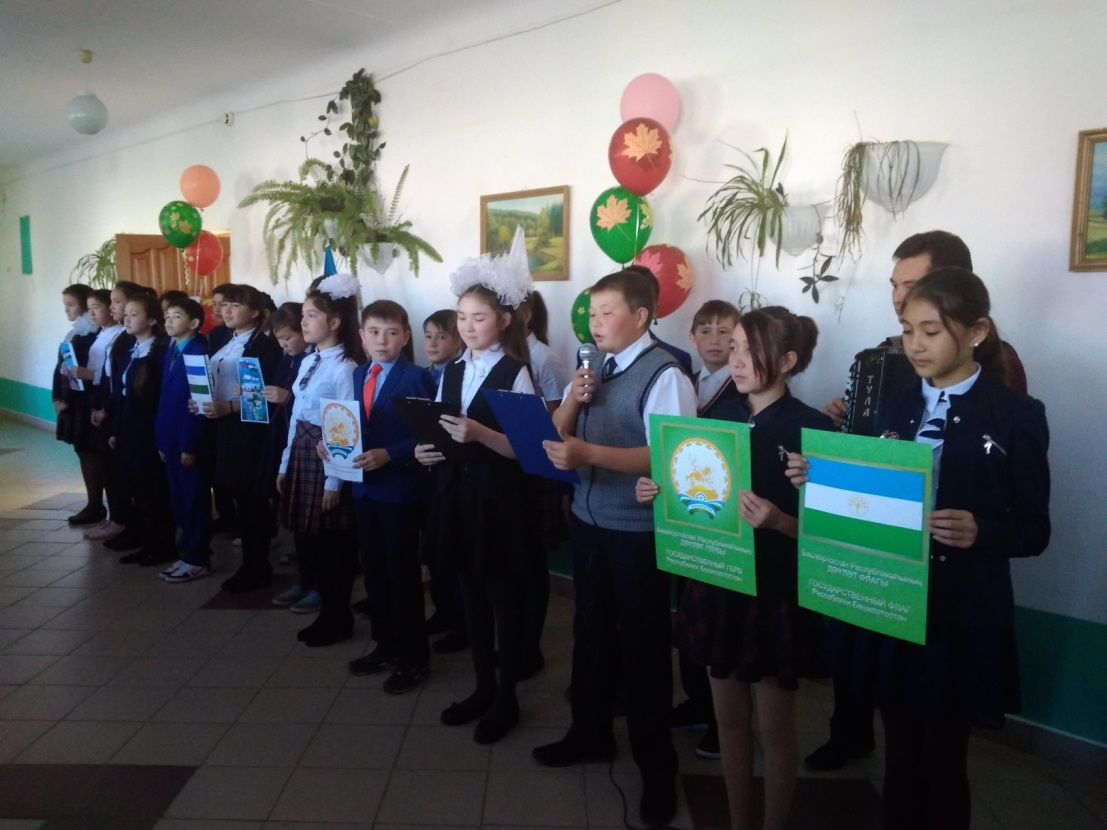 ТУЛА
Башҡортостан Республикаһының
ДӘҮЛӘТ ГЕРБЫ
ГОСУДАРСТВЕННЫЙ ГЕРБ
Республики Башкортостан
Башҡортостан Республикаһының
ДӘҮЛӘТ ФЛАГЫ
ГОСУДАРСТВЕННЫЙ ФЛАГ
Республики Башкортостан